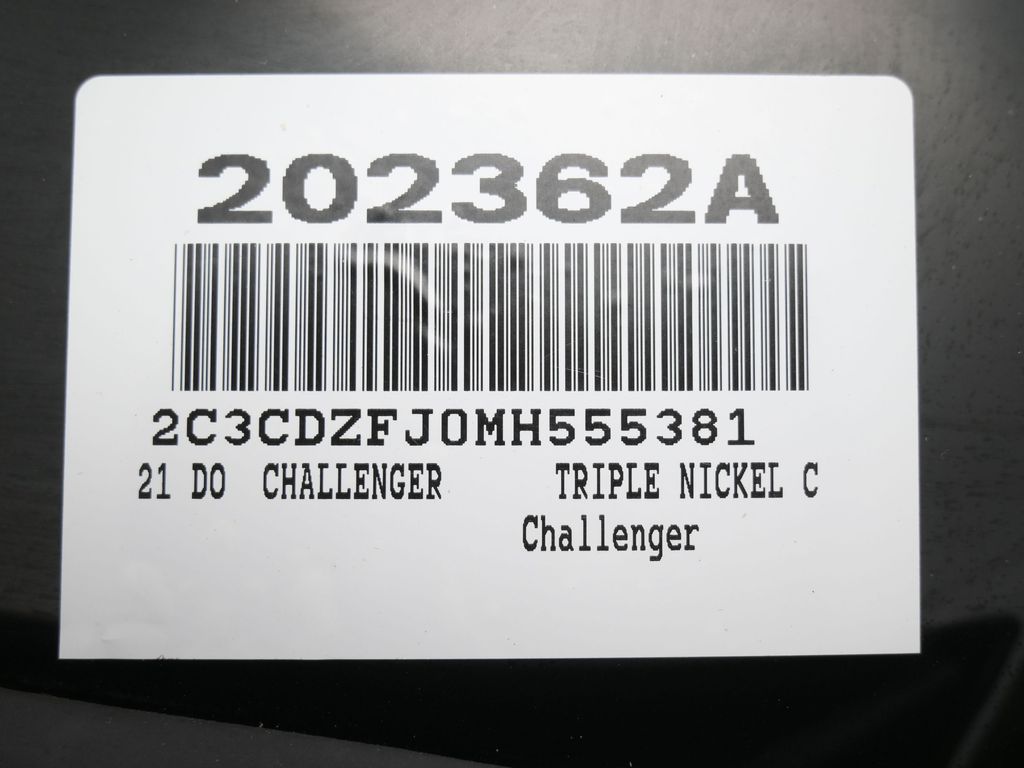 202362A
2C3CDZFJ0MH555381
21 DO CHALLENGER TRIPLE NICKEL C
Challenger